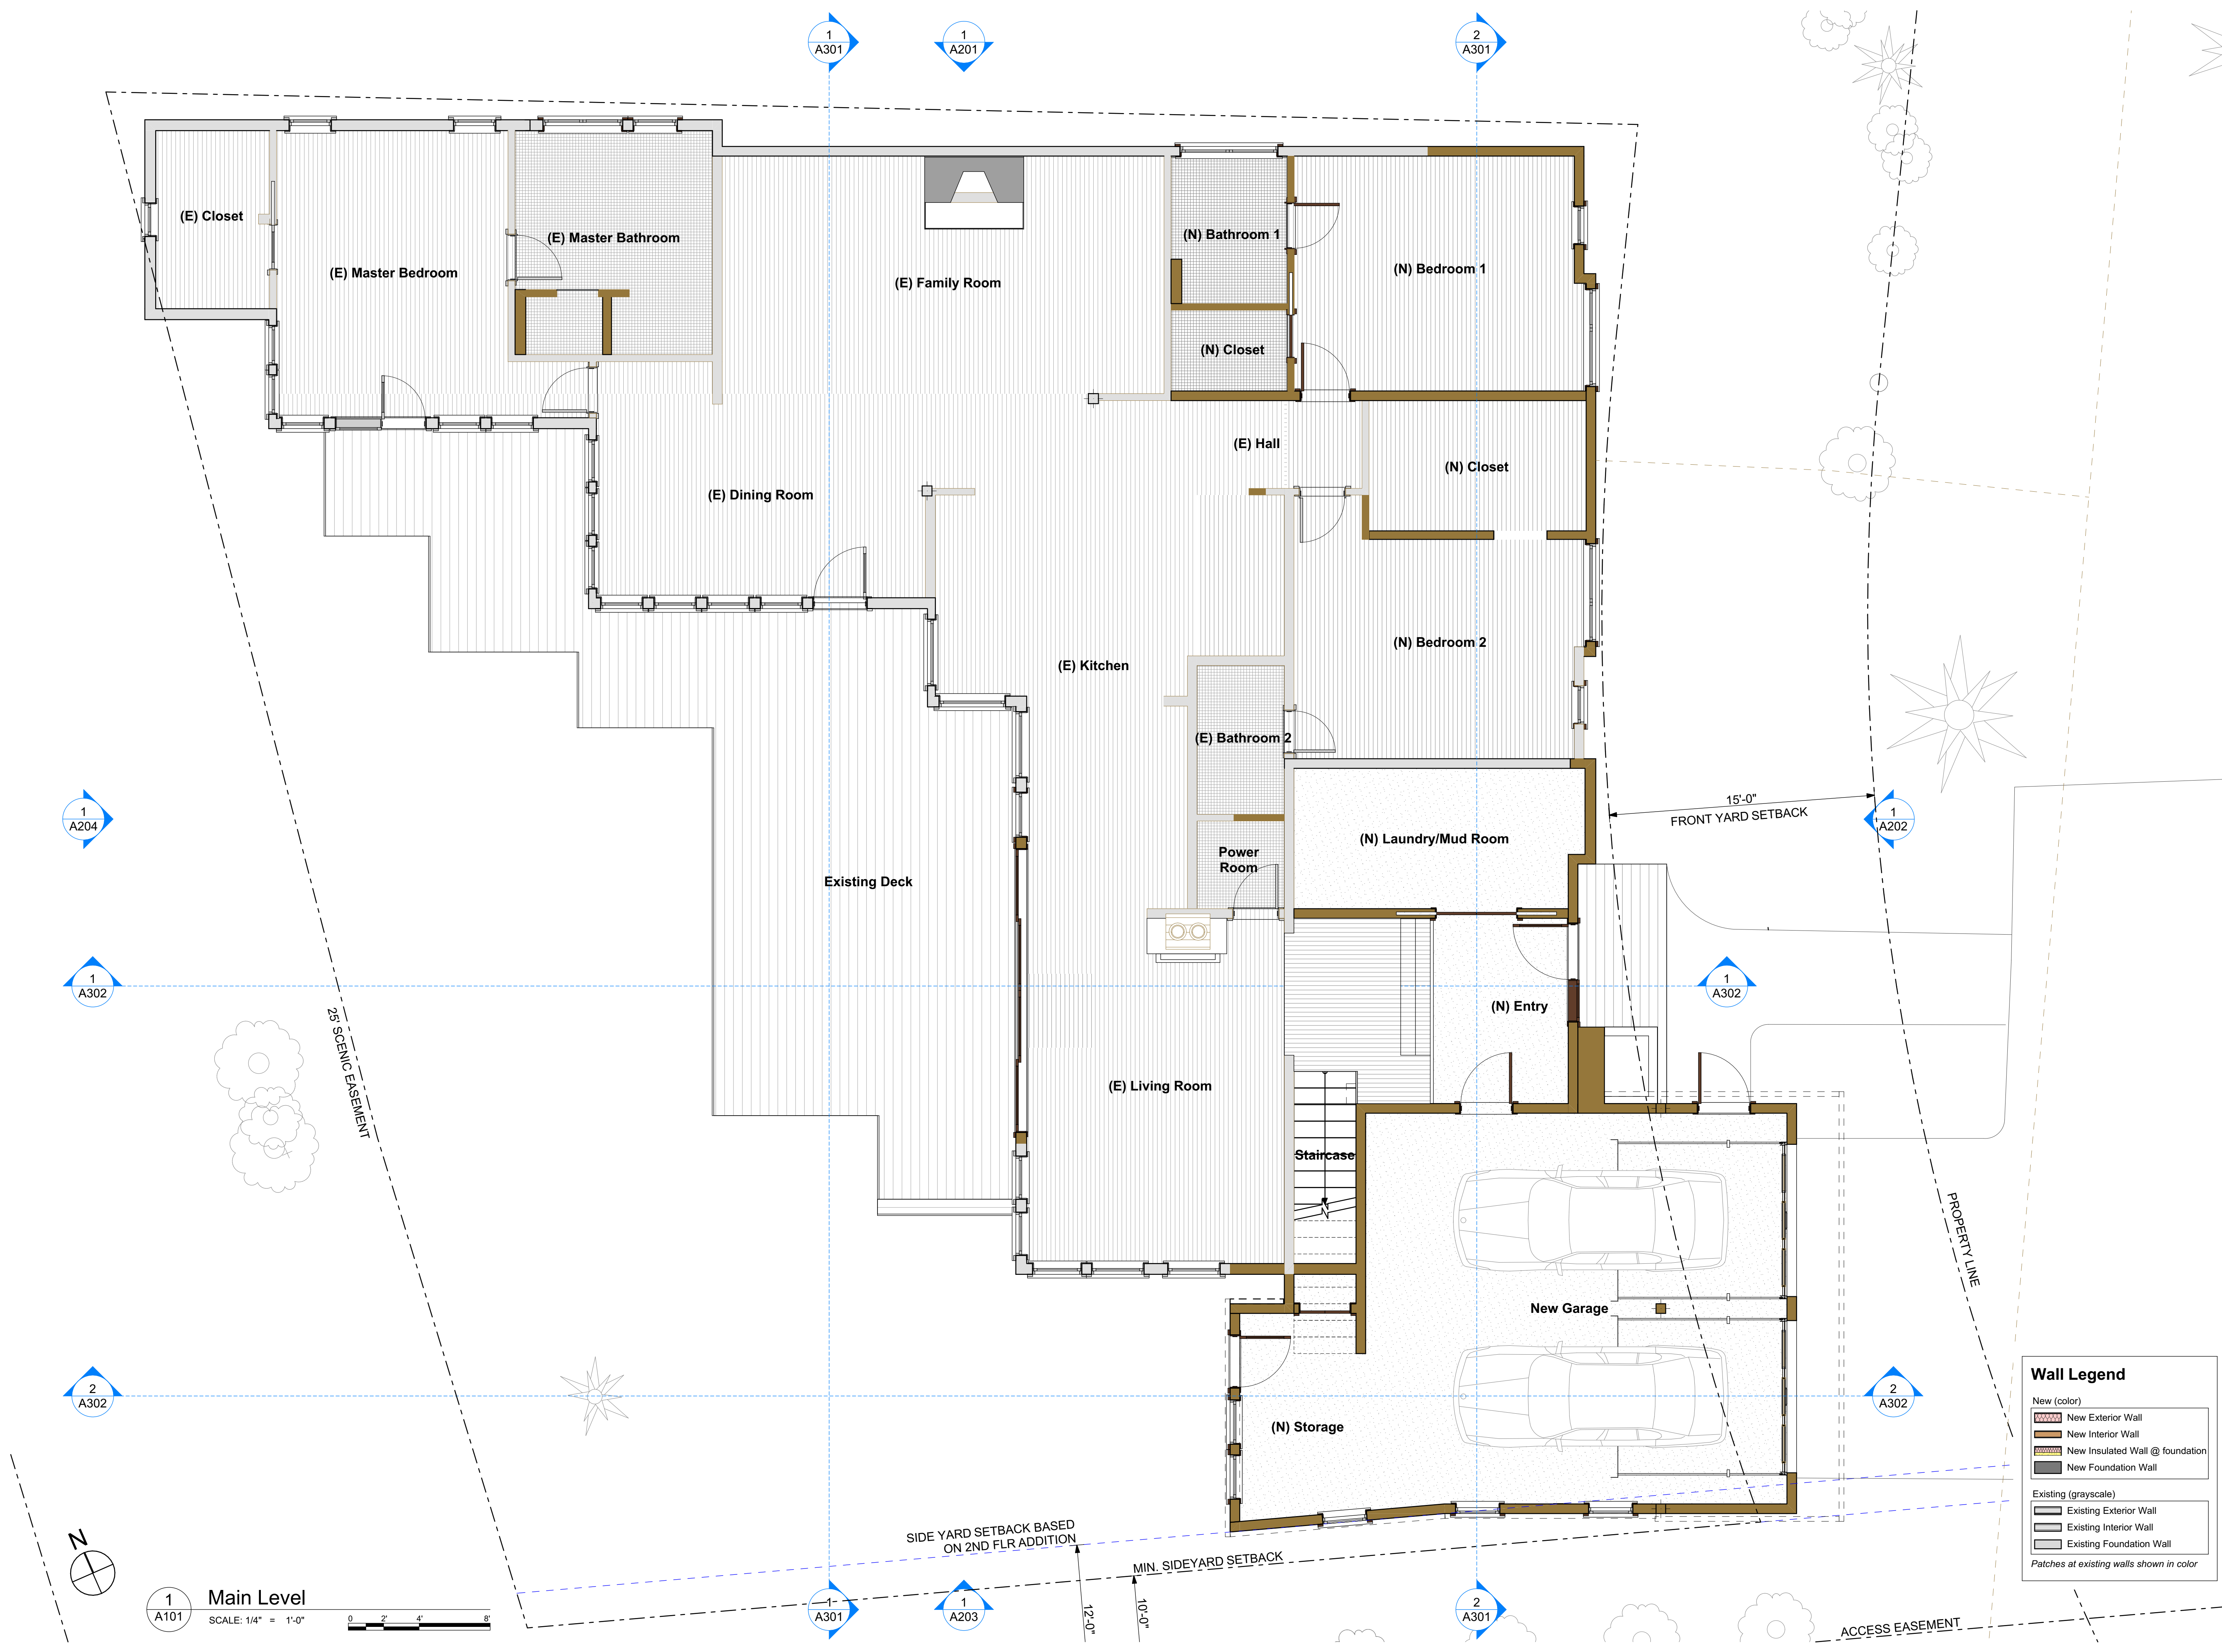 1
A301
1
A201
2
A301
(E) Closet
(E) Master Bedroom
(E) Master Bathroom
(E) Family Room
(N) Bathroom 1
(N) Bedroom 1
(N) Closet
(E) Hall
(N) Closet
(E) Dining Room
(E) Kitchen
(N) Bedroom 2
(E) Bathroom 2
1
A204
15'-0"
FRONT YARD SETBACK
1
A202
(N) Laundry/Mud Room
Power
Room
Existing Deck
1
A302
1
A302
(N) Entry
25' SCENIC EASEMENT
(E) Living Room
Staircase
PROPERTY LINE
New Garage
2
A302
2
A302
(N) Storage
Wall Legend
New (color)
New Exterior Wall
New Interior Wall
New Insulated Wall @ foundation
New Foundation Wall
Existing (grayscale)
Existing Exterior Wall
Existing Interior Wall
Existing Foundation Wall
Patches at existing walls shown in color
SIDE YARD SETBACK BASED
ON 2ND FLR ADDITION
MIN. SIDEYARD SETBACK
12'-0"
10'-0"
N
1
A101
Main Level
SCALE: 1/4" = 1'-0"
0 2' 4' 8'
1
A301
1
A203
2
A301
ACCESS EASEMENT